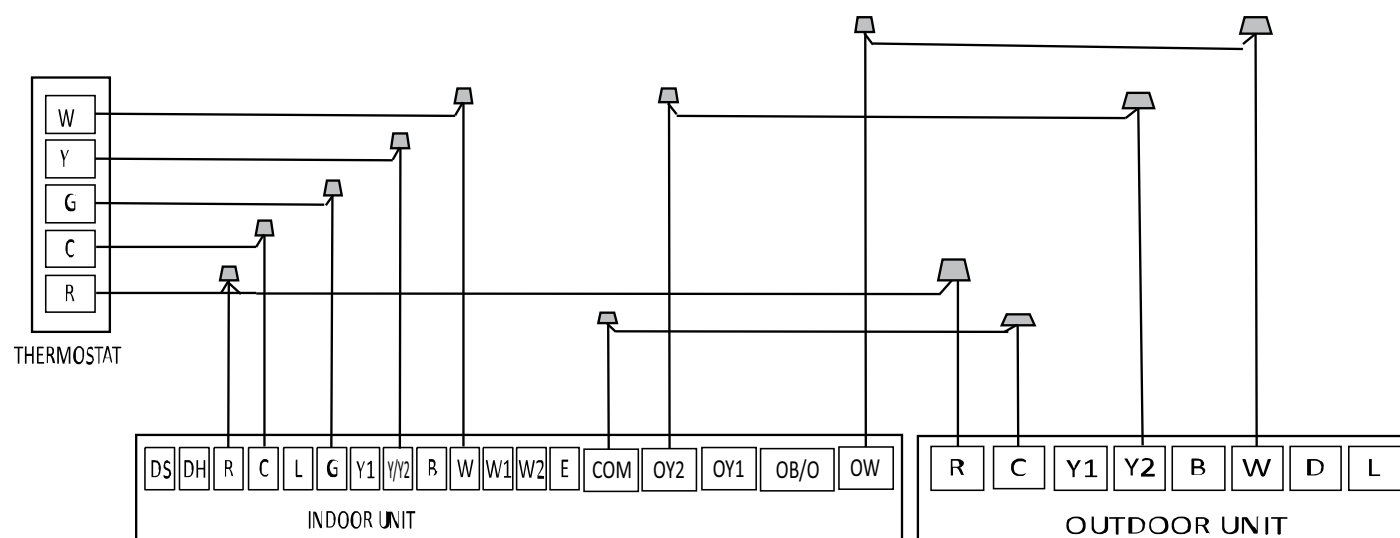 W
Y
G
C
R
THERMOSTAT
DS DH R C L G Y1 Y/Y2 B W W1 W2 E COM OY2 OY1 OB/O OW
INDOOR UNIT
R C Y1 Y2 B W D L
OUTDOOR UNIT